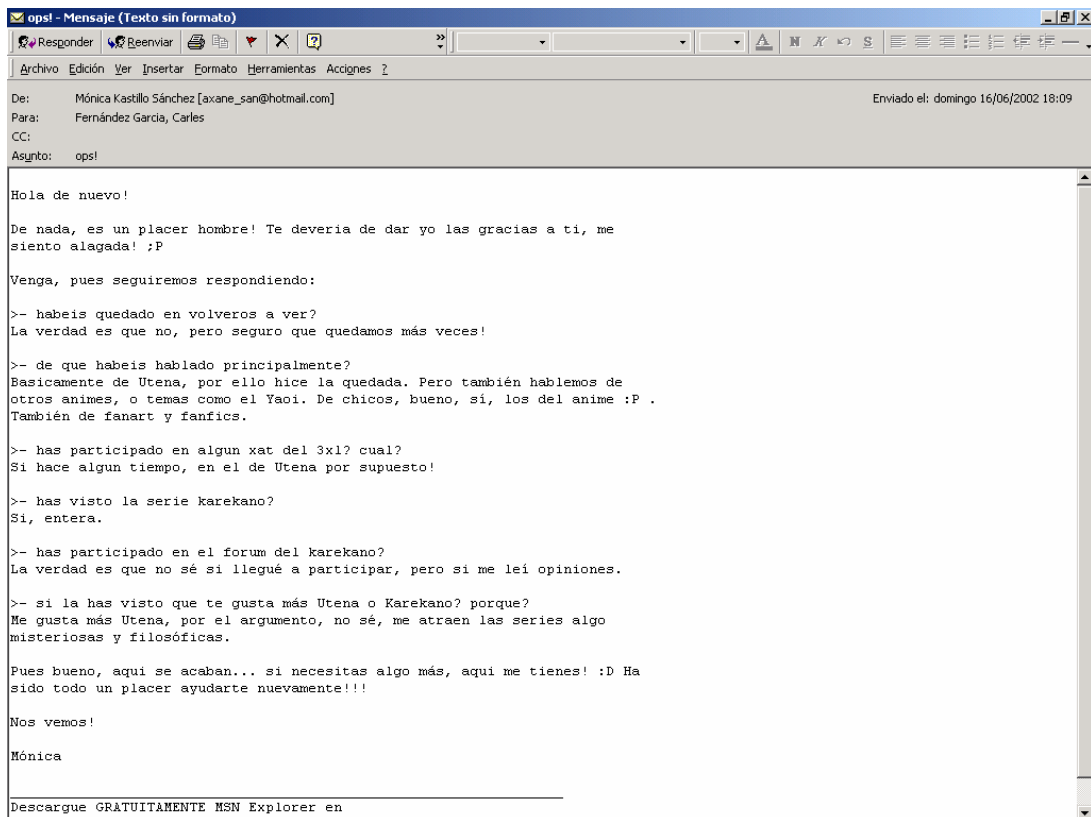 ops! - Mensaje (Texto sin formato)
Responder Reenviar
Archivo Edición Ver Insertar Formato Herramientas Acciones ?
De: Mónica Kastillo Sánchez [axane_san@hotmail.com] Enviado el: domingo 16/06/2002 18:09
Para: Fernández Garcia, Carles
CC:
Asunto: ops!
Hola de nuevo!
De nada, es un placer hombre! Te deveria de dar yo las gracias a ti, me
siento alagada! ;P
Venga, pues seguiremos respondiendo:
>- habeis quedado en volveros a ver?
La verdad es que no, pero seguro que quedamos más veces!
>- de que habeis hablado principalmente?
Basicamente de Utena, por ello hice la quedada. Pero también hablemos de
otros animes, o temas como el Yaoi. De chicos, bueno, sí, los del anime :P .
También de fanart y fanfics.
>- has participado en algun xat del 3xl? cual?
Si hace algun tiempo, en el de Utena por supuesto!
>- has visto la serie karekano?
Si, entera.
>- has participado en el forum del karekano?
La verdad es que no sé si llegué a participar, pero si me leí opiniones.
>- si la has visto que te gusta más Utena o Karekano? porque?
Me gusta más Utena, por el argumento, no sé, me atraen las series algo
misteriosas y filosóficas.
Pues bueno, aqui se acaban... si necesitas algo más, aqui me tienes! :D Ha
sido todo un placer ayudarte nuevamente!!!
Nos vemos!
Mónica
Descargue GRATUITAMENTE MSN Explorer en